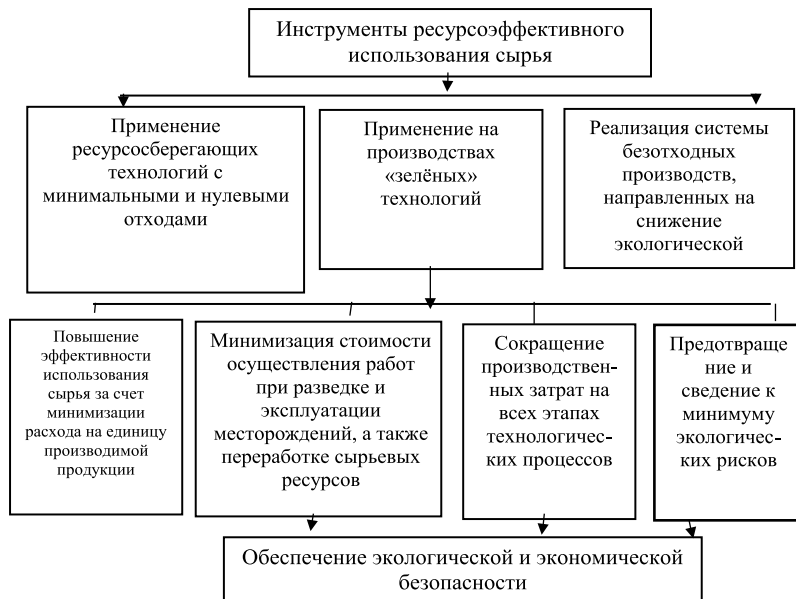 Инструменты ресурсоэффективного
использования сырья
Применение
ресурсосберегающих
технологий с
минимальными и нулевыми
отходами
Применение на
производствах
«зелёных»
технологий
Реализация системы
безотходных
производств,
направленных на
снижение
экологической
Повышение
эффективности
использования
сырья за счет
минимизации
расхода на единицу
производимой
продукции
Минимизация стоимости
осуществления работ
при разведке и
эксплуатации
месторождений, а также
переработке сырьевых
ресурсов
Сокращение
производствен-
ных затрат на
всех этапах
технологичес-
ких процессов
Предотвраще
ние и
сведение к
минимуму
экологичес-
ких рисков
Обеспечение экологической и экономической
безопасности